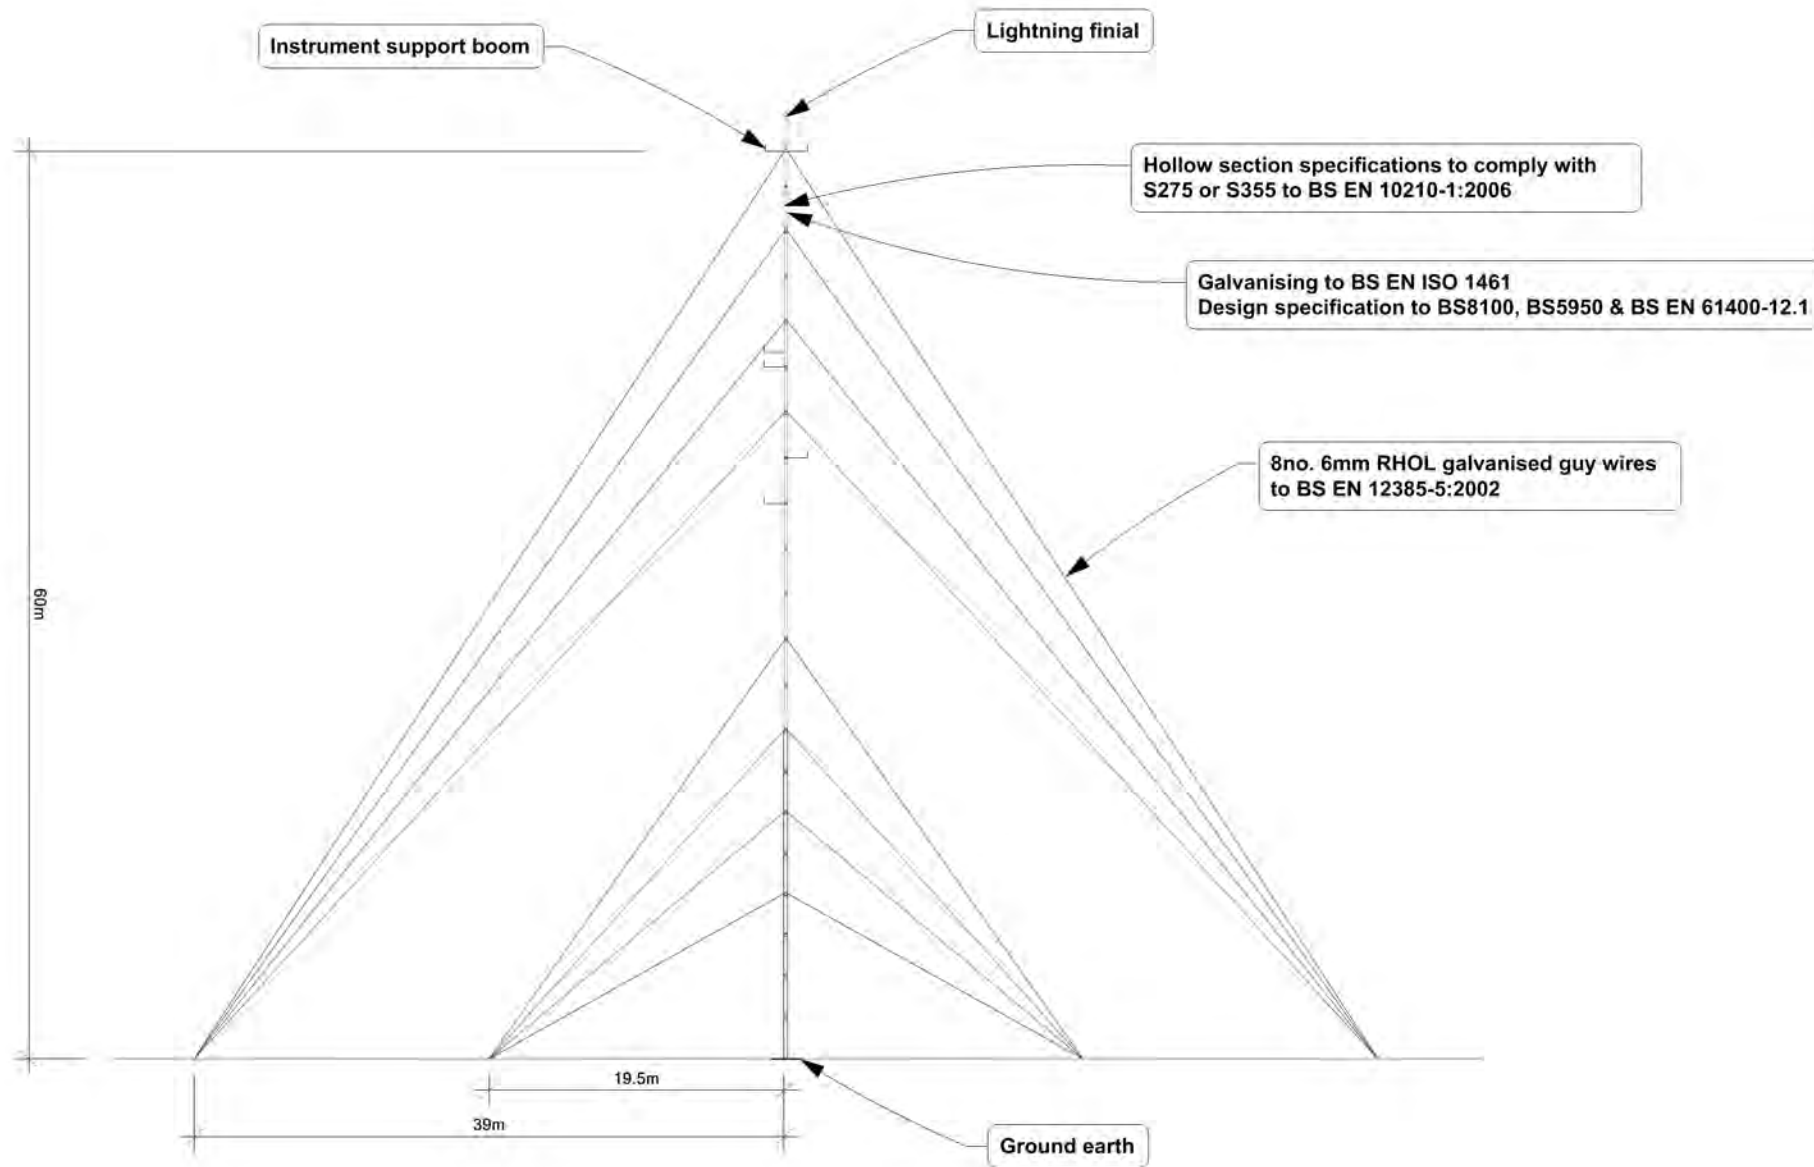 Lightning finial
Instrument support boom
Hollow section specifications to comply with
S275 or S355 to BS EN 10210-1:2006
Galvanising to BS EN ISO 1461
Design specification to BS8100, BS5950 & BS EN 61400-12.1
8no. 6mm RHOL galvanised guy wires
to BS EN 12385-5:2002
60m
19.5m
39m
Ground earth